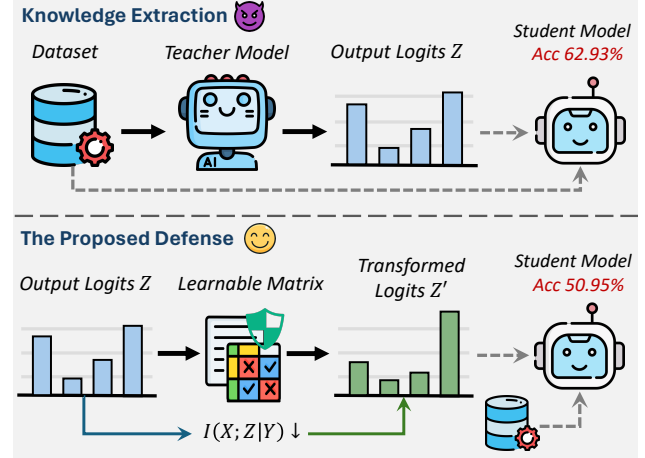 Knowledge Extraction
Dataset
Teacher Model
Output Logits Z
Student Model
Acc 62.93%
AI
The Proposed Defense
Output Logits Z
Learnable Matrix
Transformed
Logits Z′
Student Model
Acc 50.95%
I(X; Z|Y) ↓